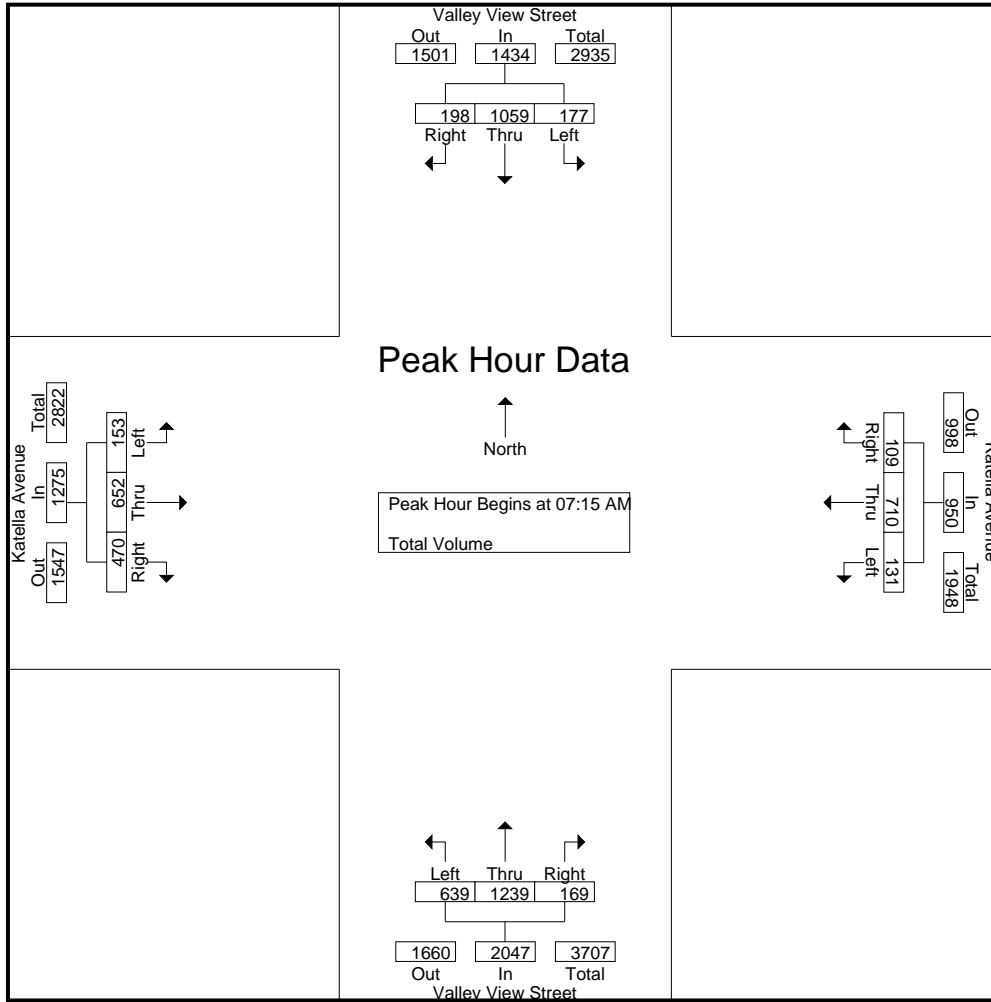 Valley View Street
Out In Total
1501 1434 2935
198 1059 177
Right Thru Left
Peak Hour Data
North
Peak Hour Begins at 07:15 AM
Total Volume
Katella Avenue
Out In Total
1547 1275 2822
Right Thru Left
470 652 153
Katella Avenue
Out In Total
998 950 1948
109 710 131
Right Thru Left
Left Thru Right
639 1239 169
1660 2047 3707
Out In Total
Valley View Street